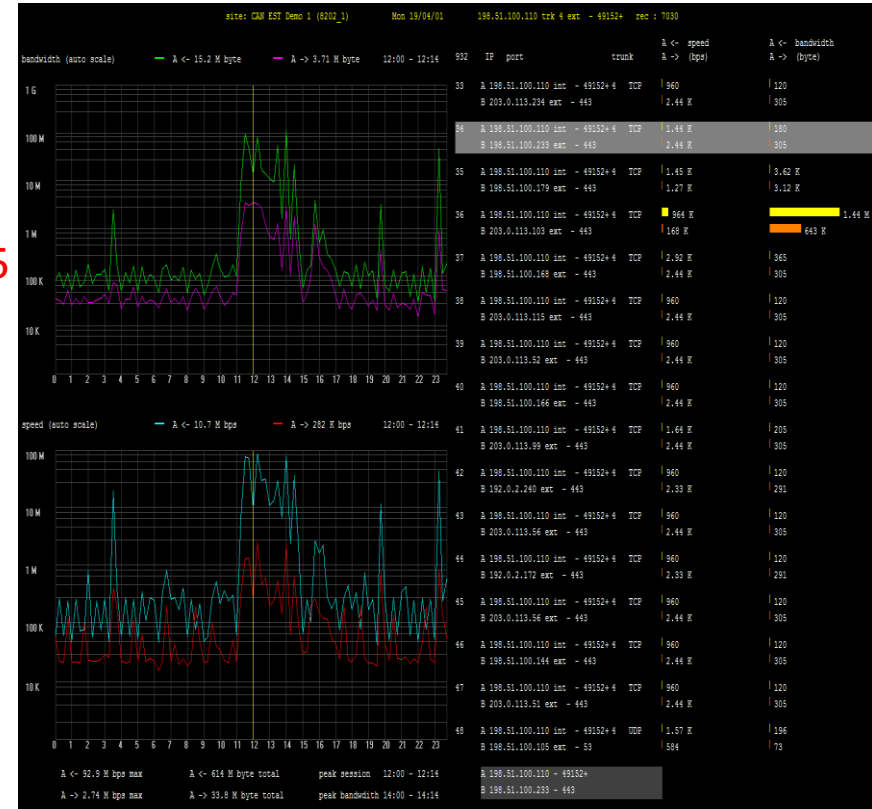 site: CAN EST Demo 1 (8202_1) Mon 19/04/01 198.51.100.110 trk 4 ext - 49152+ rec : 7030
bandwidth (auto scale) A <- 15.2 M byte A -> 3.71 M byte 12:00 - 12:14
1 G
100 M
10 M
1 M
100 K
10 K
0 1 2 3 4 5 6 7 8 9 10 11 12 13 14 15 16 17 18 19 20 21 22 23
speed (auto scale) A <- 10.7 M bps A -> 282 K bps 12:00 - 12:14
100 M
10 M
1 M
100 K
10 K
0 1 2 3 4 5 6 7 8 9 10 11 12 13 14 15 16 17 18 19 20 21 22 23
A <- 92.9 M bps max A <- 614 M byte total peak session 12:00 - 12:14
A -> 2.74 M bps max A -> 33.8 M byte total peak bandwidth 14:00 - 14:14
5
A <- speed A <- bandwidth
932 IP port trunk A -> (bps) A -> (byte)
33 A 198.51.100.110 int - 49152+ 4 TCP 960 120
B 203.0.113.234 ext - 443 2.44 K 305
34 A 198.51.100.110 int - 49152+ 4 TCP 1.44 K 180
B 198.51.100.233 ext - 443 2.44 K 305
35 A 198.51.100.110 int - 49152+ 4 TCP 1.45 K 3.62 K
B 198.51.100.179 ext - 443 1.27 K 3.12 K
36 A 198.51.100.110 int - 49152+ 4 TCP 964 K 1.44 M
B 203.0.113.103 ext - 443 168 K 643 K
37 A 198.51.100.110 int - 49152+ 4 TCP 2.92 K 365
B 198.51.100.168 ext - 443 2.44 K 305
38 A 198.51.100.110 int - 49152+ 4 TCP 960 120
B 203.0.113.115 ext - 443 2.44 K 305
39 A 198.51.100.110 int - 49152+ 4 TCP 960 120
B 203.0.113.52 ext - 443 2.44 K 305
40 A 198.51.100.110 int - 49152+ 4 TCP 960 120
B 198.51.100.166 ext - 443 2.44 K 305
41 A 198.51.100.110 int - 49152+ 4 TCP 1.64 K 205
B 203.0.113.99 ext - 443 2.44 K 305
42 A 198.51.100.110 int - 49152+ 4 TCP 960 120
B 192.0.2.240 ext - 443 2.33 K 291
43 A 198.51.100.110 int - 49152+ 4 TCP 960 120
B 203.0.113.56 ext - 443 2.44 K 305
44 A 198.51.100.110 int - 49152+ 4 TCP 960 120
B 192.0.2.172 ext - 443 2.33 K 291
45 A 198.51.100.110 int - 49152+ 4 TCP 960 120
B 203.0.113.56 ext - 443 2.44 K 305
46 A 198.51.100.110 int - 49152+ 4 TCP 960 120
B 198.51.100.144 ext - 443 2.44 K 305
47 A 198.51.100.110 int - 49152+ 4 TCP 960 120
B 203.0.113.51 ext - 443 2.44 K 305
48 A 198.51.100.110 int - 49152+ 4 UDP 1.57 K 196
B 198.51.100.105 ext - 53 584 73
A 198.51.100.110 - 49152+
B 198.51.100.233 - 443